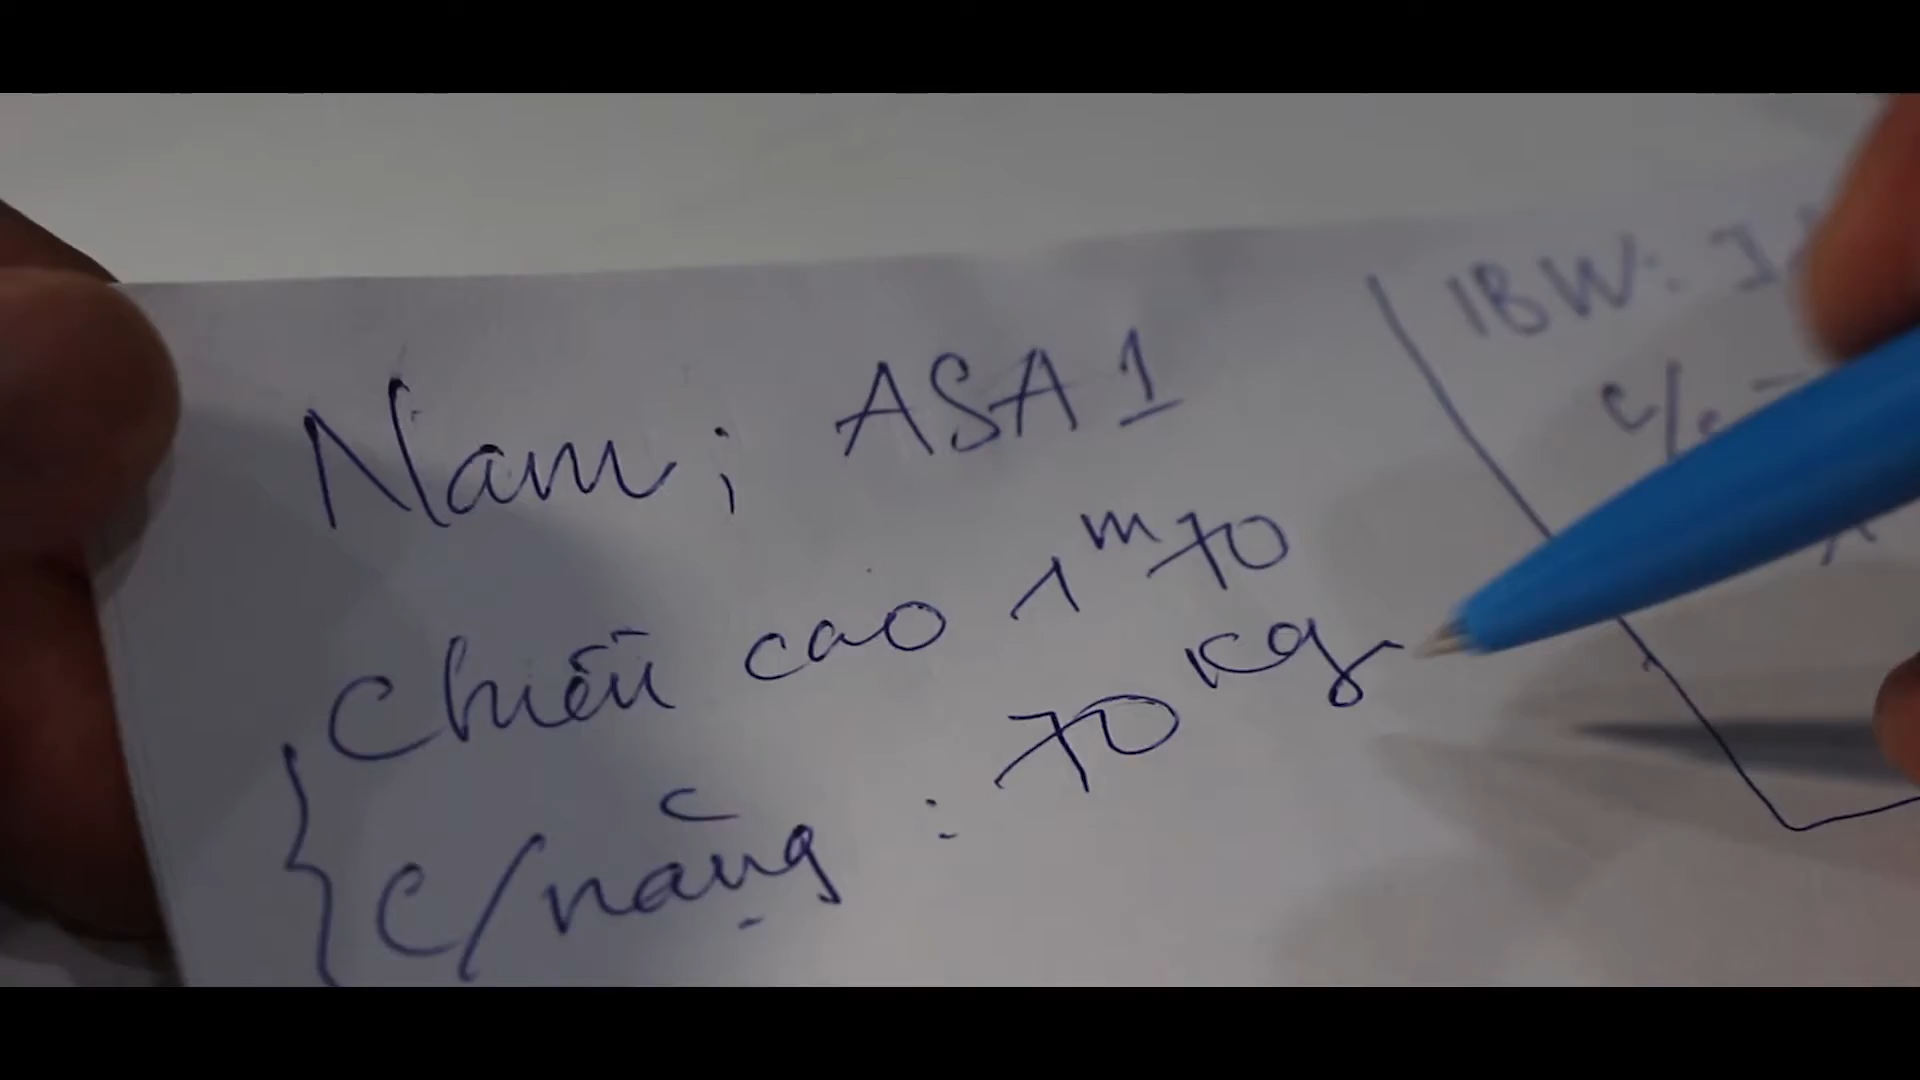 Nam; ASA 1
Chiều cao 1m70
C/nặng: 70 kg
IBW: